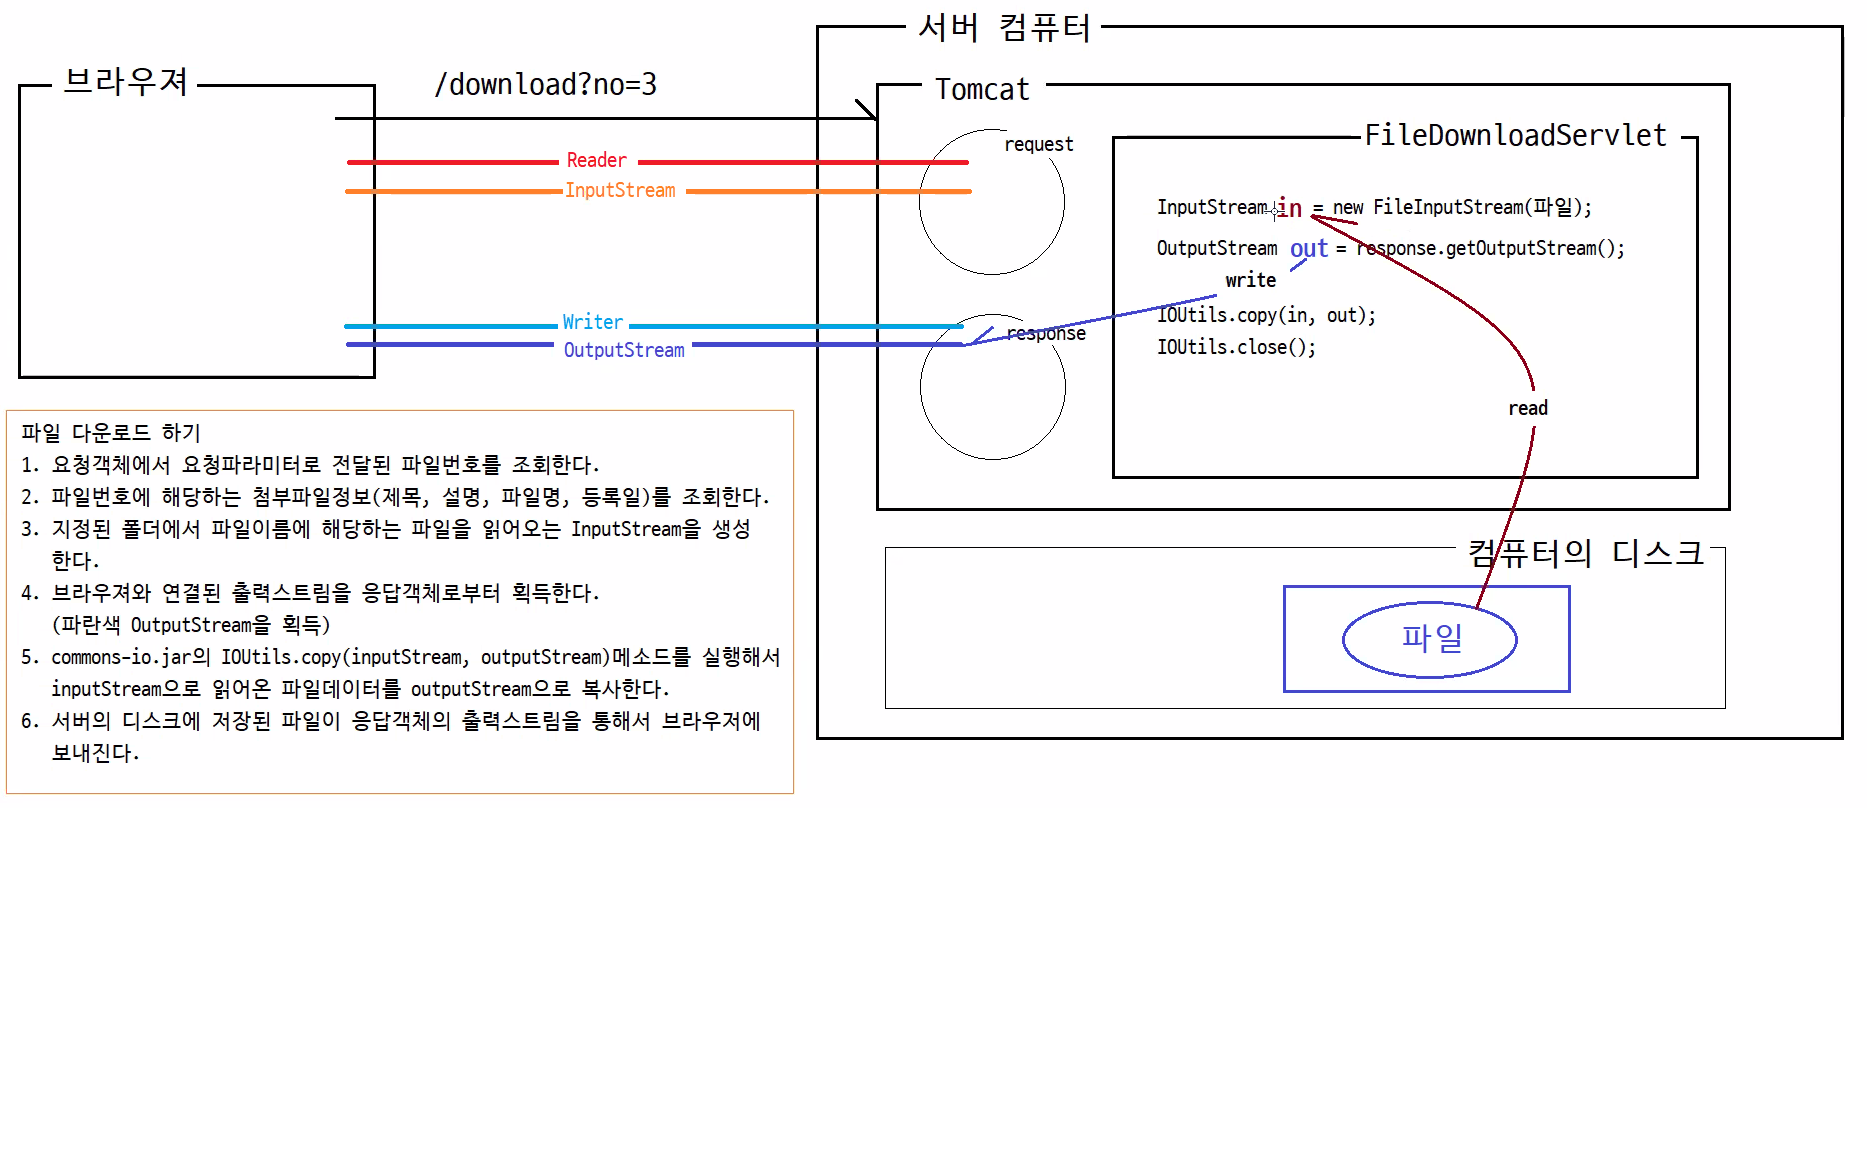 서버 컴퓨터
브라우져
/download?no=3
Tomcat
request
FileDownloadServlet
Reader
InputStream
InputStream in = new FileInputStream(파일);
OutputStream out = response.getOutputStream();
write
IOUtils.copy(in, out);
IOUtils.close();
Writer
OutputStream
response
read
컴퓨터의 디스크
파일
파일 다운로드 하기
1. 요청객체에서 요청파라미터로 전달된 파일번호를 조회한다.
2. 파일번호에 해당하는 첨부파일정보(제목, 설명, 파일명, 등록일)를 조회한다.
3. 지정된 폴더에서 파일이름에 해당하는 파일을 읽어오는 InputStream을 생성
한다.
4. 브라우져와 연결된 출력스트림을 응답객체로부터 획득한다.
(파란색 OutputStream을 획득)
5. commons-io.jar의 IOUtils.copy(inputStream, outputStream)메소드를 실행해서
inputStream으로 읽어온 파일데이터를 outputStream으로 복사한다.
6. 서버의 디스크에 저장된 파일이 응답객체의 출력스트림을 통해서 브라우저에
보내진다.